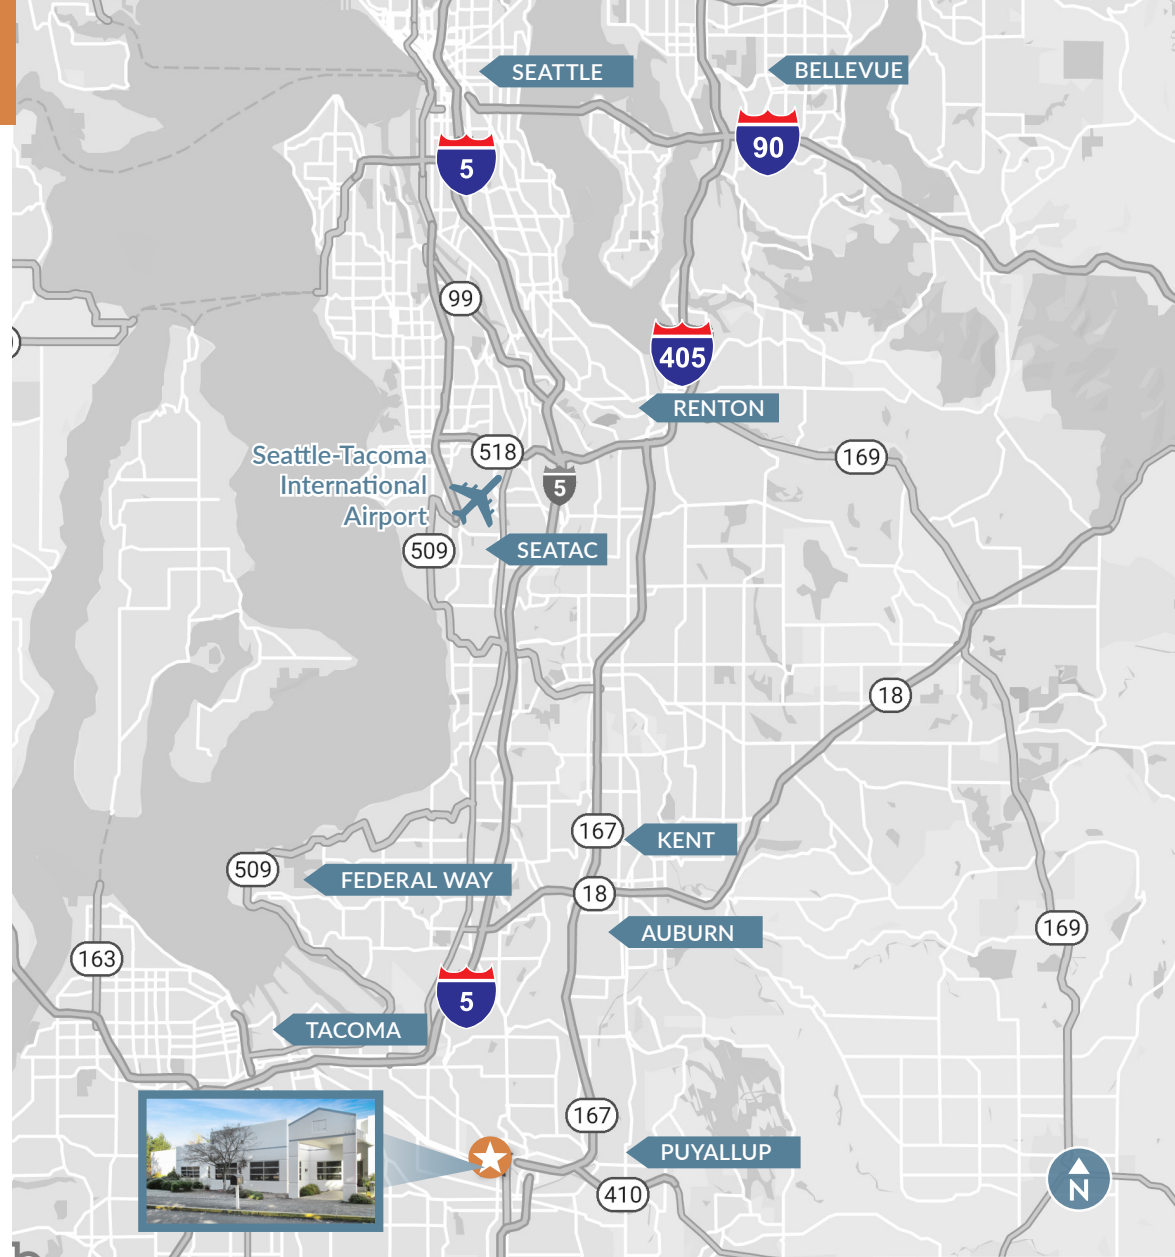 SEATTLE
BELLEVUE
5
90
99
405
RENTON
518
169
Seattle-Tacoma
International
Airport
5
509
SEATAC
18
167
KENT
509
FEDERAL WAY
18
AUBURN
169
163
5
TACOMA
167
PUYALLUP
410
N